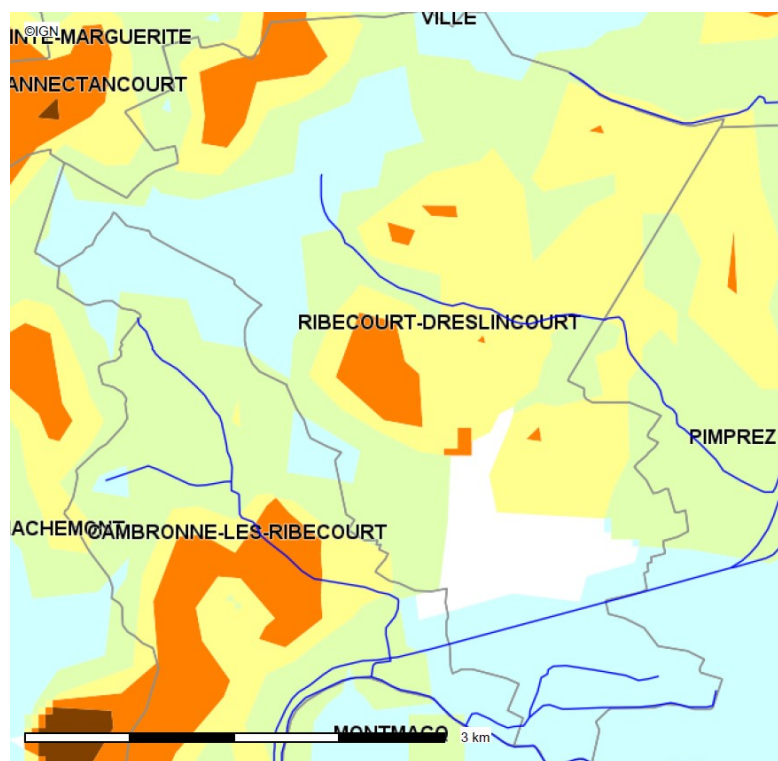 VILLE
©IGN
INTE-MARGUERITE
ANNECTANCOURT
RIBECOURT-DRESLINCOURT
PIMPREZ
ACHEMONT
CAMBRONNE-LES-RIBECOURT
MONTMACQ
3 km